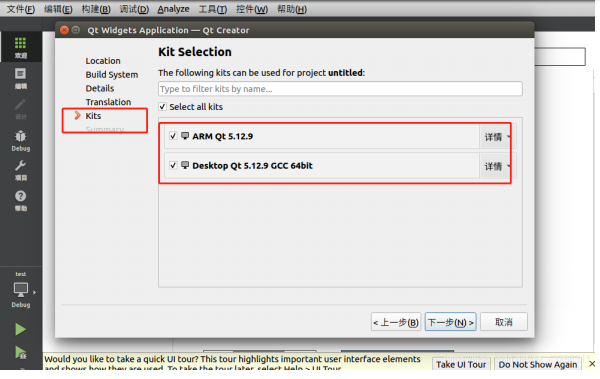 文件(F) 编辑(E) 构建(B) 调试(D) Analyze 工具(T) 控件(W) 帮助(H)
Qt Widgets Application — Qt Creator
欢迎
编辑
设计
Debug
项目
帮助
test
Debug
Location
Build System
Details
Translation
Kits
Summary
Kit Selection
The following kits can be used for project untitled:
Type to filter kits by name...
Select all kits
ARM Qt 5.12.9 详情
Desktop Qt 5.12.9 GCC 64bit 详情
< 上一步(B) 下一步(N) > 取消
Would you like to take a quick UI tour? This tour highlights important user interface elements
and shows how they are used. To take the tour later, select Help > UI Tour.
Take UI Tour Do Not Show Again